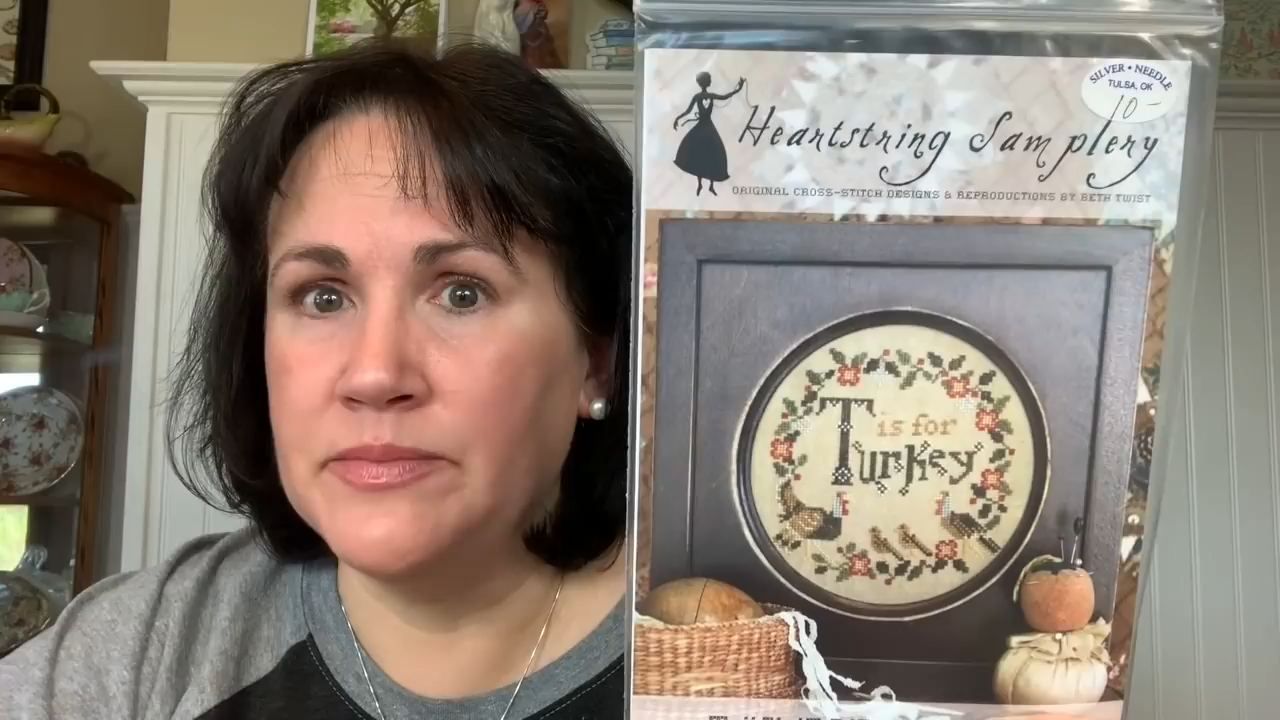 SILVER • NEEDLE
TULSA, OK
10-
Heartstring Samplery
ORIGINAL CROSS-STITCH DESIGNS & REPRODUCTIONS BY BETH TWIST
T is for
Turkey